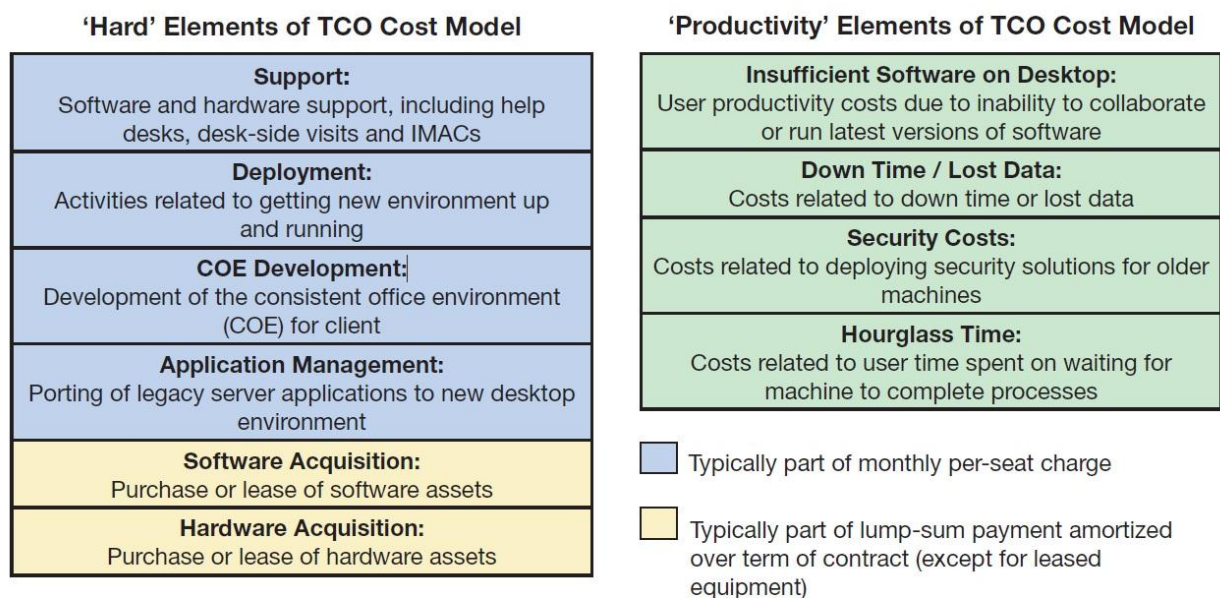 ‘Hard’ Elements of TCO Cost Model
Support:
Software and hardware support, including help
desks, desk-side visits and IMACs
Deployment:
Activities related to getting new environment up
and running
COE Development:
Development of the consistent office environment
(COE) for client
Application Management:
Porting of legacy server applications to new desktop
environment
Software Acquisition:
Purchase or lease of software assets
Hardware Acquisition:
Purchase or lease of hardware assets
‘Productivity’ Elements of TCO Cost Model
Insufficient Software on Desktop:
User productivity costs due to inability to collaborate
or run latest versions of software
Down Time / Lost Data:
Costs related to down time or lost data
Security Costs:
Costs related to deploying security solutions for older
machines
Hourglass Time:
Costs related to user time spent on waiting for
machine to complete processes
Typically part of monthly per-seat charge
Typically part of lump-sum payment amortized
over term of contract (except for leased
equipment)